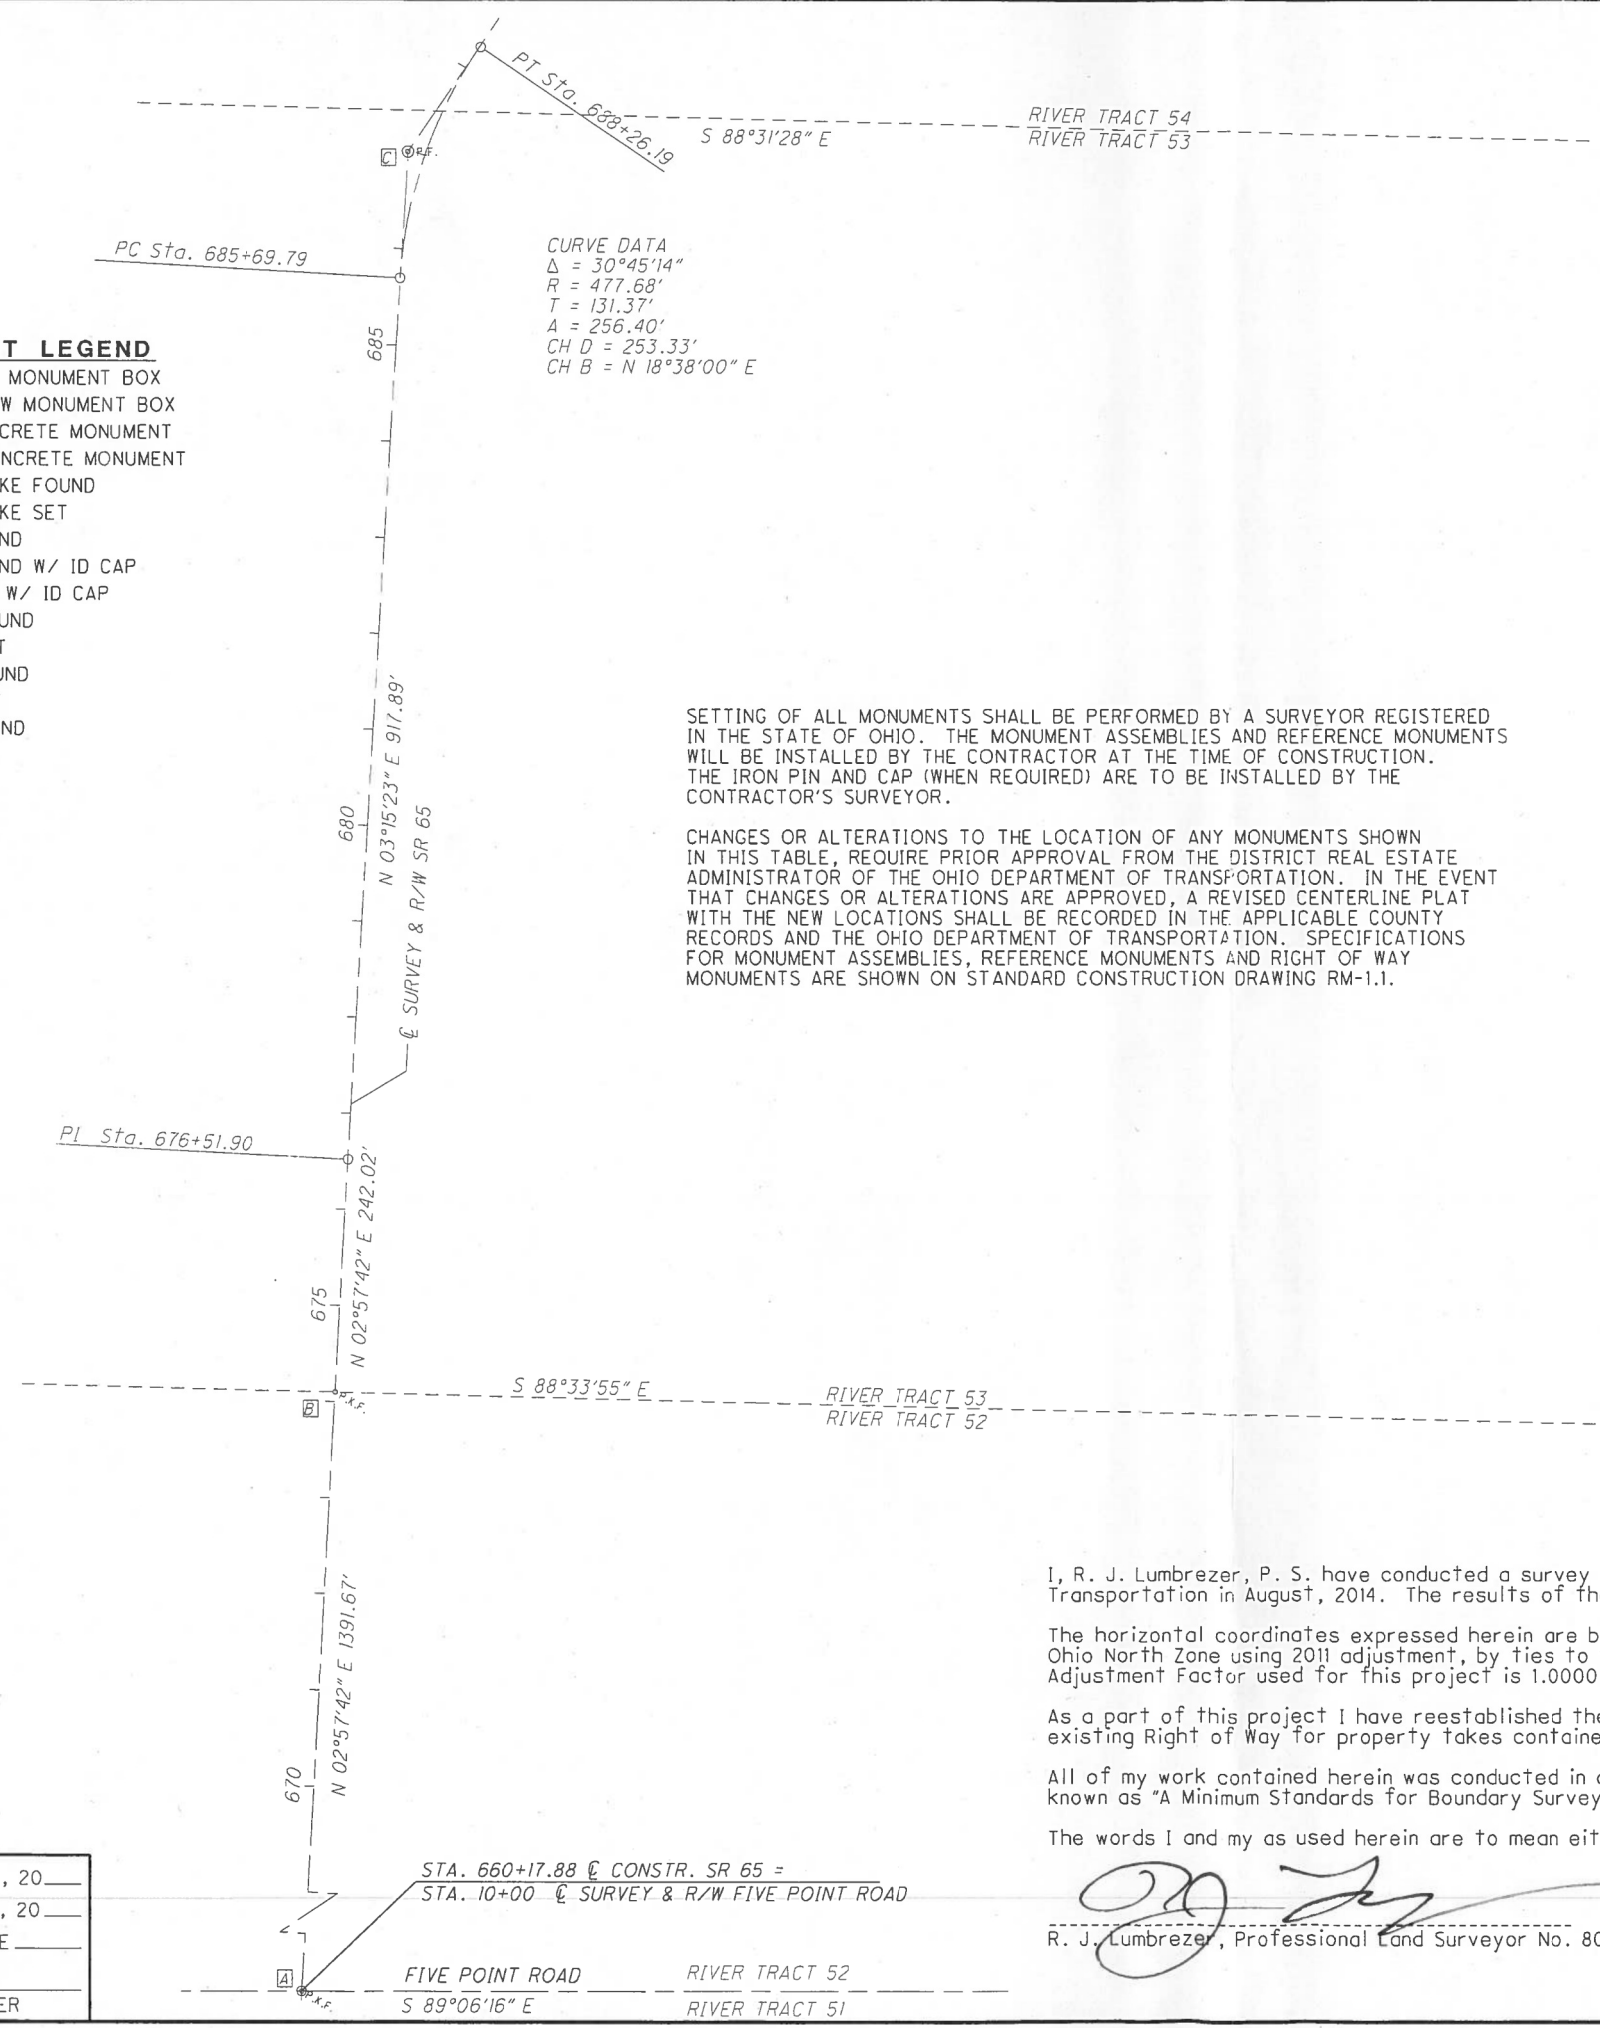 PT Sta. 688+26.19
S 88°31'28" E
RIVER TRACT 54
RIVER TRACT 53
C
PC Sta. 685+69.79
CURVE DATA
Δ = 30°45'14"
R = 477.68'
T = 131.37'
A = 256.40'
CH D = 253.33'
CH B = N 18°38'00" E
685
T LEGEND
MONUMENT BOX
W MONUMENT BOX
CRETE MONUMENT
NCRETE MONUMENT
KE FOUND
KE SET
ND
ND W/ ID CAP
W/ ID CAP
UND
T
UND
ND
N 03°15'23" E 917.89'
680
℄ SURVEY & R/W SR 65
SETTING OF ALL MONUMENTS SHALL BE PERFORMED BY A SURVEYOR REGISTERED
IN THE STATE OF OHIO. THE MONUMENT ASSEMBLIES AND REFERENCE MONUMENTS
WILL BE INSTALLED BY THE CONTRACTOR AT THE TIME OF CONSTRUCTION.
THE IRON PIN AND CAP (WHEN REQUIRED) ARE TO BE INSTALLED BY THE
CONTRACTOR'S SURVEYOR.
CHANGES OR ALTERATIONS TO THE LOCATION OF ANY MONUMENTS SHOWN
IN THIS TABLE, REQUIRE PRIOR APPROVAL FROM THE DISTRICT REAL ESTATE
ADMINISTRATOR OF THE OHIO DEPARTMENT OF TRANSPORTATION. IN THE EVENT
THAT CHANGES OR ALTERATIONS ARE APPROVED, A REVISED CENTERLINE PLAT
WITH THE NEW LOCATIONS SHALL BE RECORDED IN THE APPLICABLE COUNTY
RECORDS AND THE OHIO DEPARTMENT OF TRANSPORTATION. SPECIFICATIONS
FOR MONUMENT ASSEMBLIES, REFERENCE MONUMENTS AND RIGHT OF WAY
MONUMENTS ARE SHOWN ON STANDARD CONSTRUCTION DRAWING RM-1.1.
PI Sta. 676+51.90
N 02°57'42" E 242.02'
675
S 88°33'55" E
RIVER TRACT 53
RIVER TRACT 52
B
P.K.F.
N 02°57'42" E 1391.67'
670
I, R. J. Lumbrezer, P. S. have conducted a survey
Transportation in August, 2014. The results of th
The horizontal coordinates expressed herein are b
Ohio North Zone using 2011 adjustment, by ties to
Adjustment Factor used for this project is 1.0000
As a part of this project I have reestablished the
existing Right of Way for property takes containe
All of my work contained herein was conducted in
known as "A Minimum Standards for Boundary Survey
The words I and my as used herein are to mean eit
R. J. Lumbrezer, Professional Land Surveyor No. 80
, 20
, 20
E
ER
STA. 660+17.88 ℄ CONSTR. SR 65 =
STA. 10+00 ℄ SURVEY & R/W FIVE POINT ROAD
A
P.K.F.
FIVE POINT ROAD
S 89°06'16" E
RIVER TRACT 52
RIVER TRACT 51